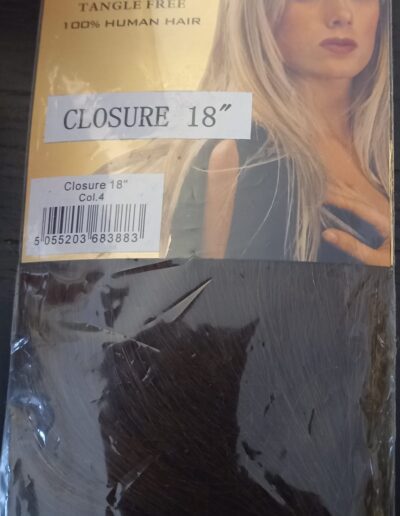 TANGLE FREE
100% HUMAN HAIR
CLOSURE 18″
Closure 18"
Col.4
5 055203 683883